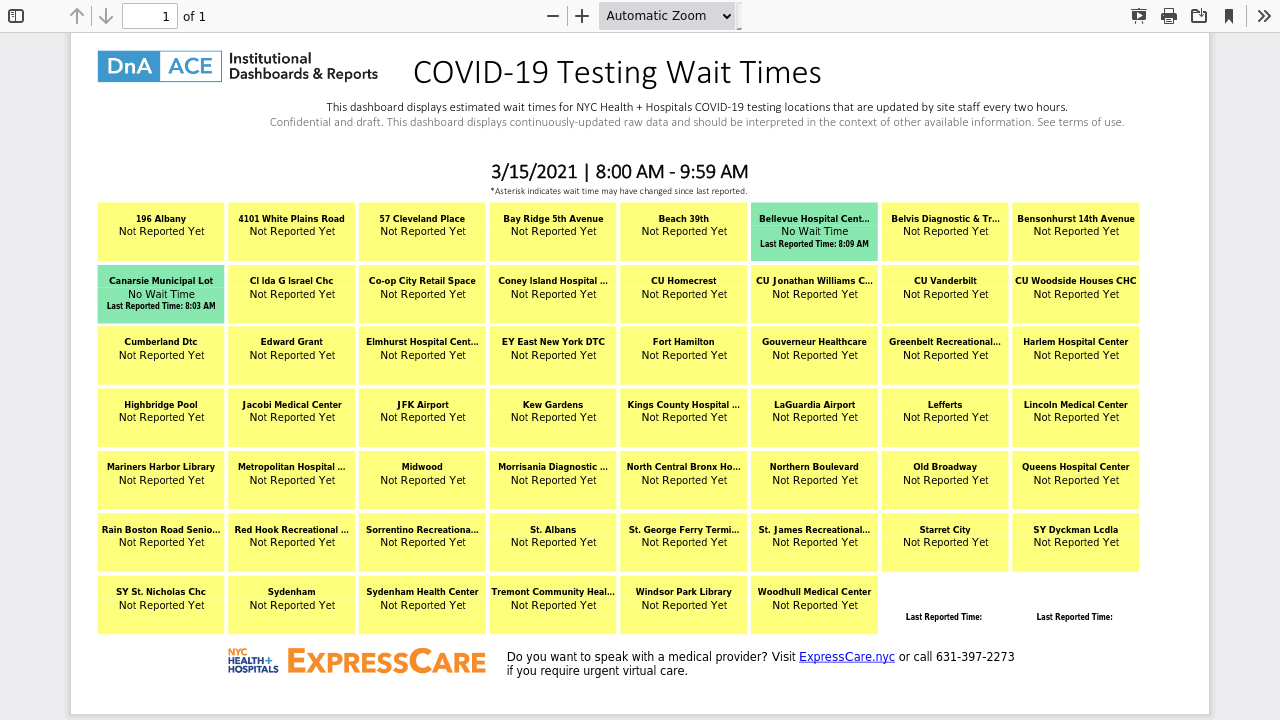 1 of 1
Automatic Zoom
DnA ACE Institutional
Dashboards & Reports
COVID-19 Testing Wait Times
This dashboard displays estimated wait times for NYC Health + Hospitals COVID-19 testing locations that are updated by site staff every two hours.
Confidential and draft. This dashboard displays continuously-updated raw data and should be interpreted in the context of other available information. See terms of use.
3/15/2021 | 8:00 AM - 9:59 AM
*Asterisk indicates wait time may have changed since last reported.
196 Albany
Not Reported Yet
4101 White Plains Road
Not Reported Yet
57 Cleveland Place
Not Reported Yet
Bay Ridge 5th Avenue
Not Reported Yet
Beach 39th
Not Reported Yet
Bellevue Hospital Cent...
No Wait Time
Last Reported Time: 8:09 AM
Belvis Diagnostic & Tr...
Not Reported Yet
Bensonhurst 14th Avenue
Not Reported Yet
Canarsie Municipal Lot
No Wait Time
Last Reported Time: 8:03 AM
CI Ida G Israel Chc
Not Reported Yet
Co-op City Retail Space
Not Reported Yet
Coney Island Hospital ...
Not Reported Yet
CU Homecrest
Not Reported Yet
CU Jonathan Williams C...
Not Reported Yet
CU Vanderbilt
Not Reported Yet
CU Woodside Houses CHC
Not Reported Yet
Cumberland Dtc
Not Reported Yet
Edward Grant
Not Reported Yet
Elmhurst Hospital Cent...
Not Reported Yet
EY East New York DTC
Not Reported Yet
Fort Hamilton
Not Reported Yet
Gouverneur Healthcare
Not Reported Yet
Greenbelt Recreational...
Not Reported Yet
Harlem Hospital Center
Not Reported Yet
Highbridge Pool
Not Reported Yet
Jacobi Medical Center
Not Reported Yet
JFK Airport
Not Reported Yet
Kew Gardens
Not Reported Yet
Kings County Hospital ...
Not Reported Yet
LaGuardia Airport
Not Reported Yet
Lefferts
Not Reported Yet
Lincoln Medical Center
Not Reported Yet
Mariners Harbor Library
Not Reported Yet
Metropolitan Hospital ...
Not Reported Yet
Midwood
Not Reported Yet
Morrisania Diagnostic ...
Not Reported Yet
North Central Bronx Ho...
Not Reported Yet
Northern Boulevard
Not Reported Yet
Old Broadway
Not Reported Yet
Queens Hospital Center
Not Reported Yet
Rain Boston Road Senio...
Not Reported Yet
Red Hook Recreational ...
Not Reported Yet
Sorrentino Recreationa...
Not Reported Yet
St. Albans
Not Reported Yet
St. George Ferry Termi...
Not Reported Yet
St. James Recreational...
Not Reported Yet
Starret City
Not Reported Yet
SY Dyckman Lcdla
Not Reported Yet
SY St. Nicholas Chc
Not Reported Yet
Sydenham
Not Reported Yet
Sydenham Health Center
Not Reported Yet
Tremont Community Heal...
Not Reported Yet
Windsor Park Library
Not Reported Yet
Woodhull Medical Center
Not Reported Yet
Last Reported Time:
Last Reported Time:
NYC
HEALTH+
HOSPITALS
EXPRESSCARE
Do you want to speak with a medical provider? Visit ExpressCare.nyc or call 631-397-2273
if you require urgent virtual care.